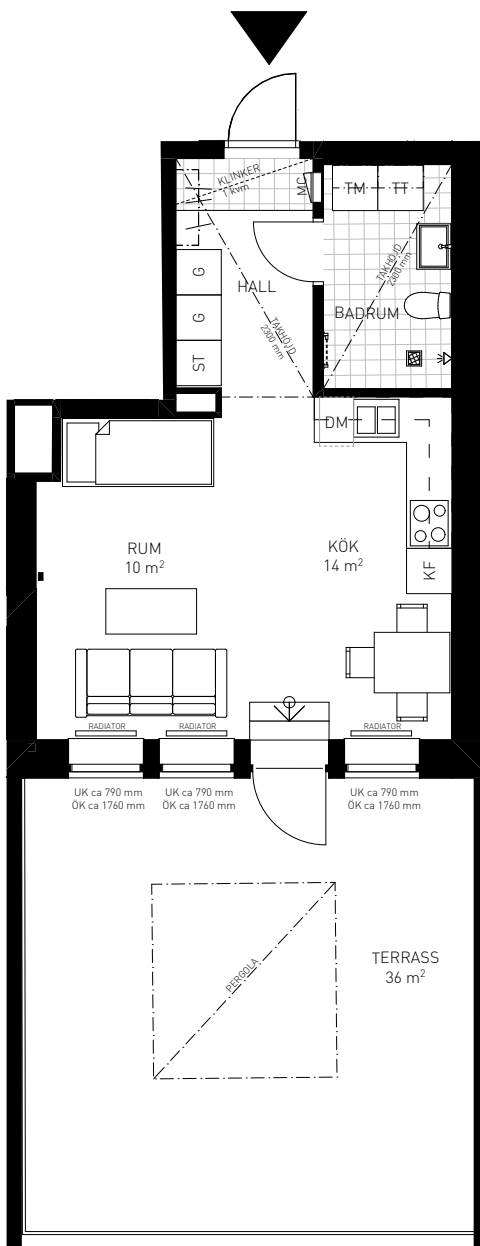 KLINKER
1 kvm
MC
TM
TT
G
G
ST
HALL
TAKHÖJD
2300 mm
TAKHÖJD
2300 mm
BADRUM
DM
RUM
10 m²
KÖK
14 m²
KF
RADIATOR
RADIATOR
RADIATOR
UK ca 790 mm
ÖK ca 1760 mm
UK ca 790 mm
ÖK ca 1760 mm
UK ca 790 mm
ÖK ca 1760 mm
PERGOLA
TERRASS
36 m²